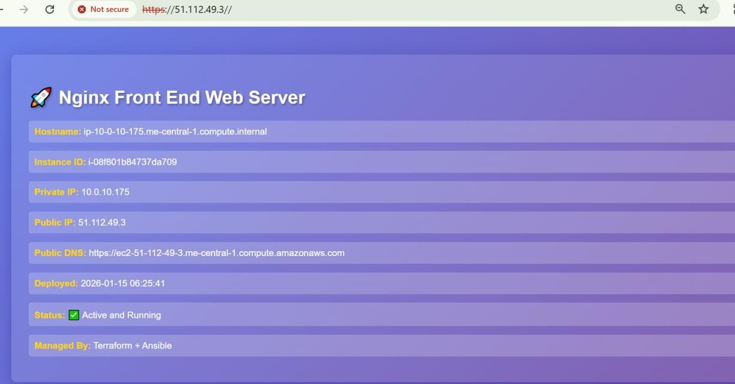 Not secure https://51.112.49.3//
🚀 Nginx Front End Web Server
Hostname: ip-10-0-10-175.me-central-1.compute.internal
Instance ID: i-08f801b84737da709
Private IP: 10.0.10.175
Public IP: 51.112.49.3
Public DNS: https://ec2-51-112-49-3.me-central-1.compute.amazonaws.com
Deployed: 2026-01-15 06:25:41
Status: ✅ Active and Running
Managed By: Terraform + Ansible